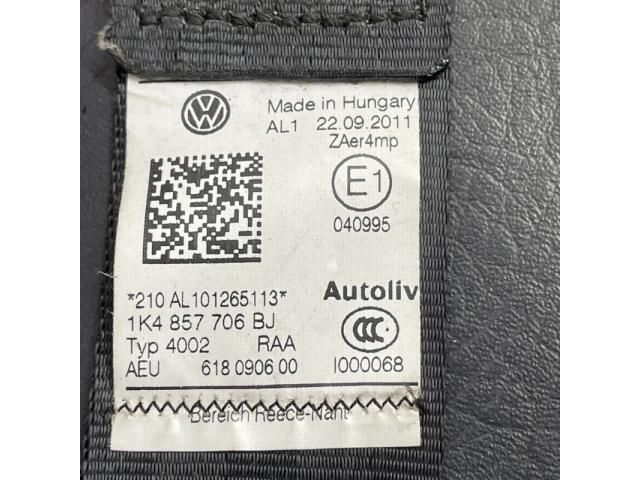 Made in Hungary
AL1 22.09.2011
ZAer4mp
E1
040995
*210 AL101265113*
Autoliv
1K4 857 706 BJ
Typ 4002 RAA
AEU 618 0906 00
I000068
Bereich Reece-Naht